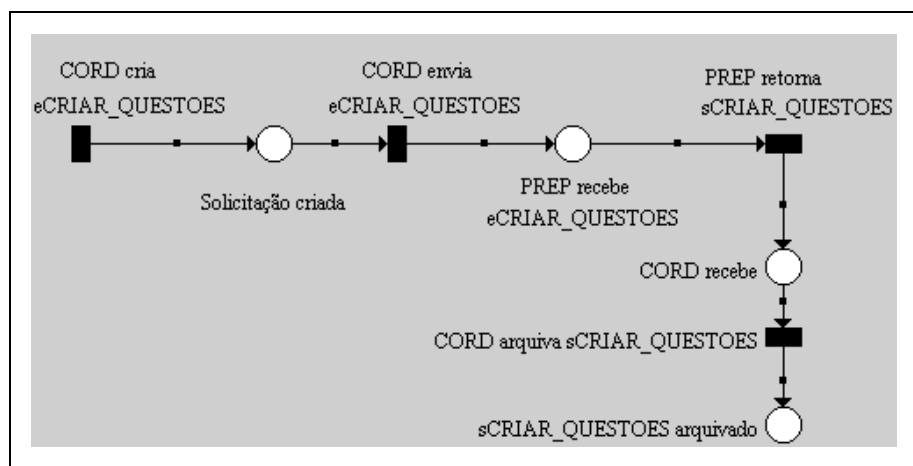 CORD cria
eCRIAR_QUESTOES
CORD envia
eCRIAR_QUESTOES
PREP retorna
sCRIAR_QUESTOES
Solicitação criada
PREP recebe
eCRIAR_QUESTOES
CORD recebe
CORD arquiva sCRIAR_QUESTOES
sCRIAR_QUESTOES arquivado